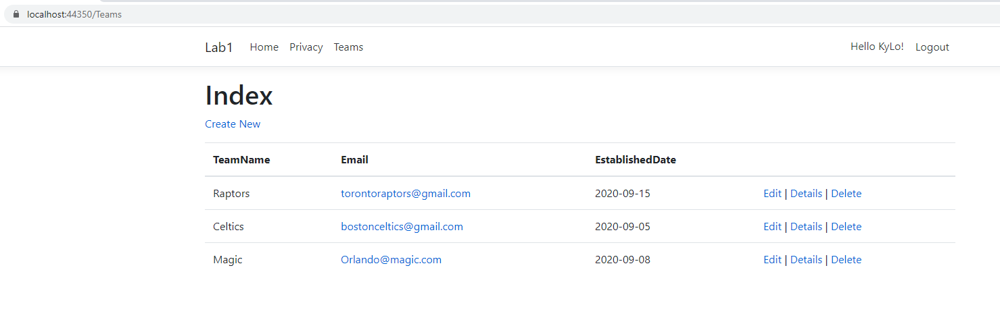 localhost:44350/Teams
Lab1 Home Privacy Teams Hello KyLo! Logout
Index
Create New
TeamName Email EstablishedDate
Raptors torontoraptors@gmail.com 2020-09-15 Edit | Details | Delete
Celtics bostonceltics@gmail.com 2020-09-05 Edit | Details | Delete
Magic Orlando@magic.com 2020-09-08 Edit | Details | Delete